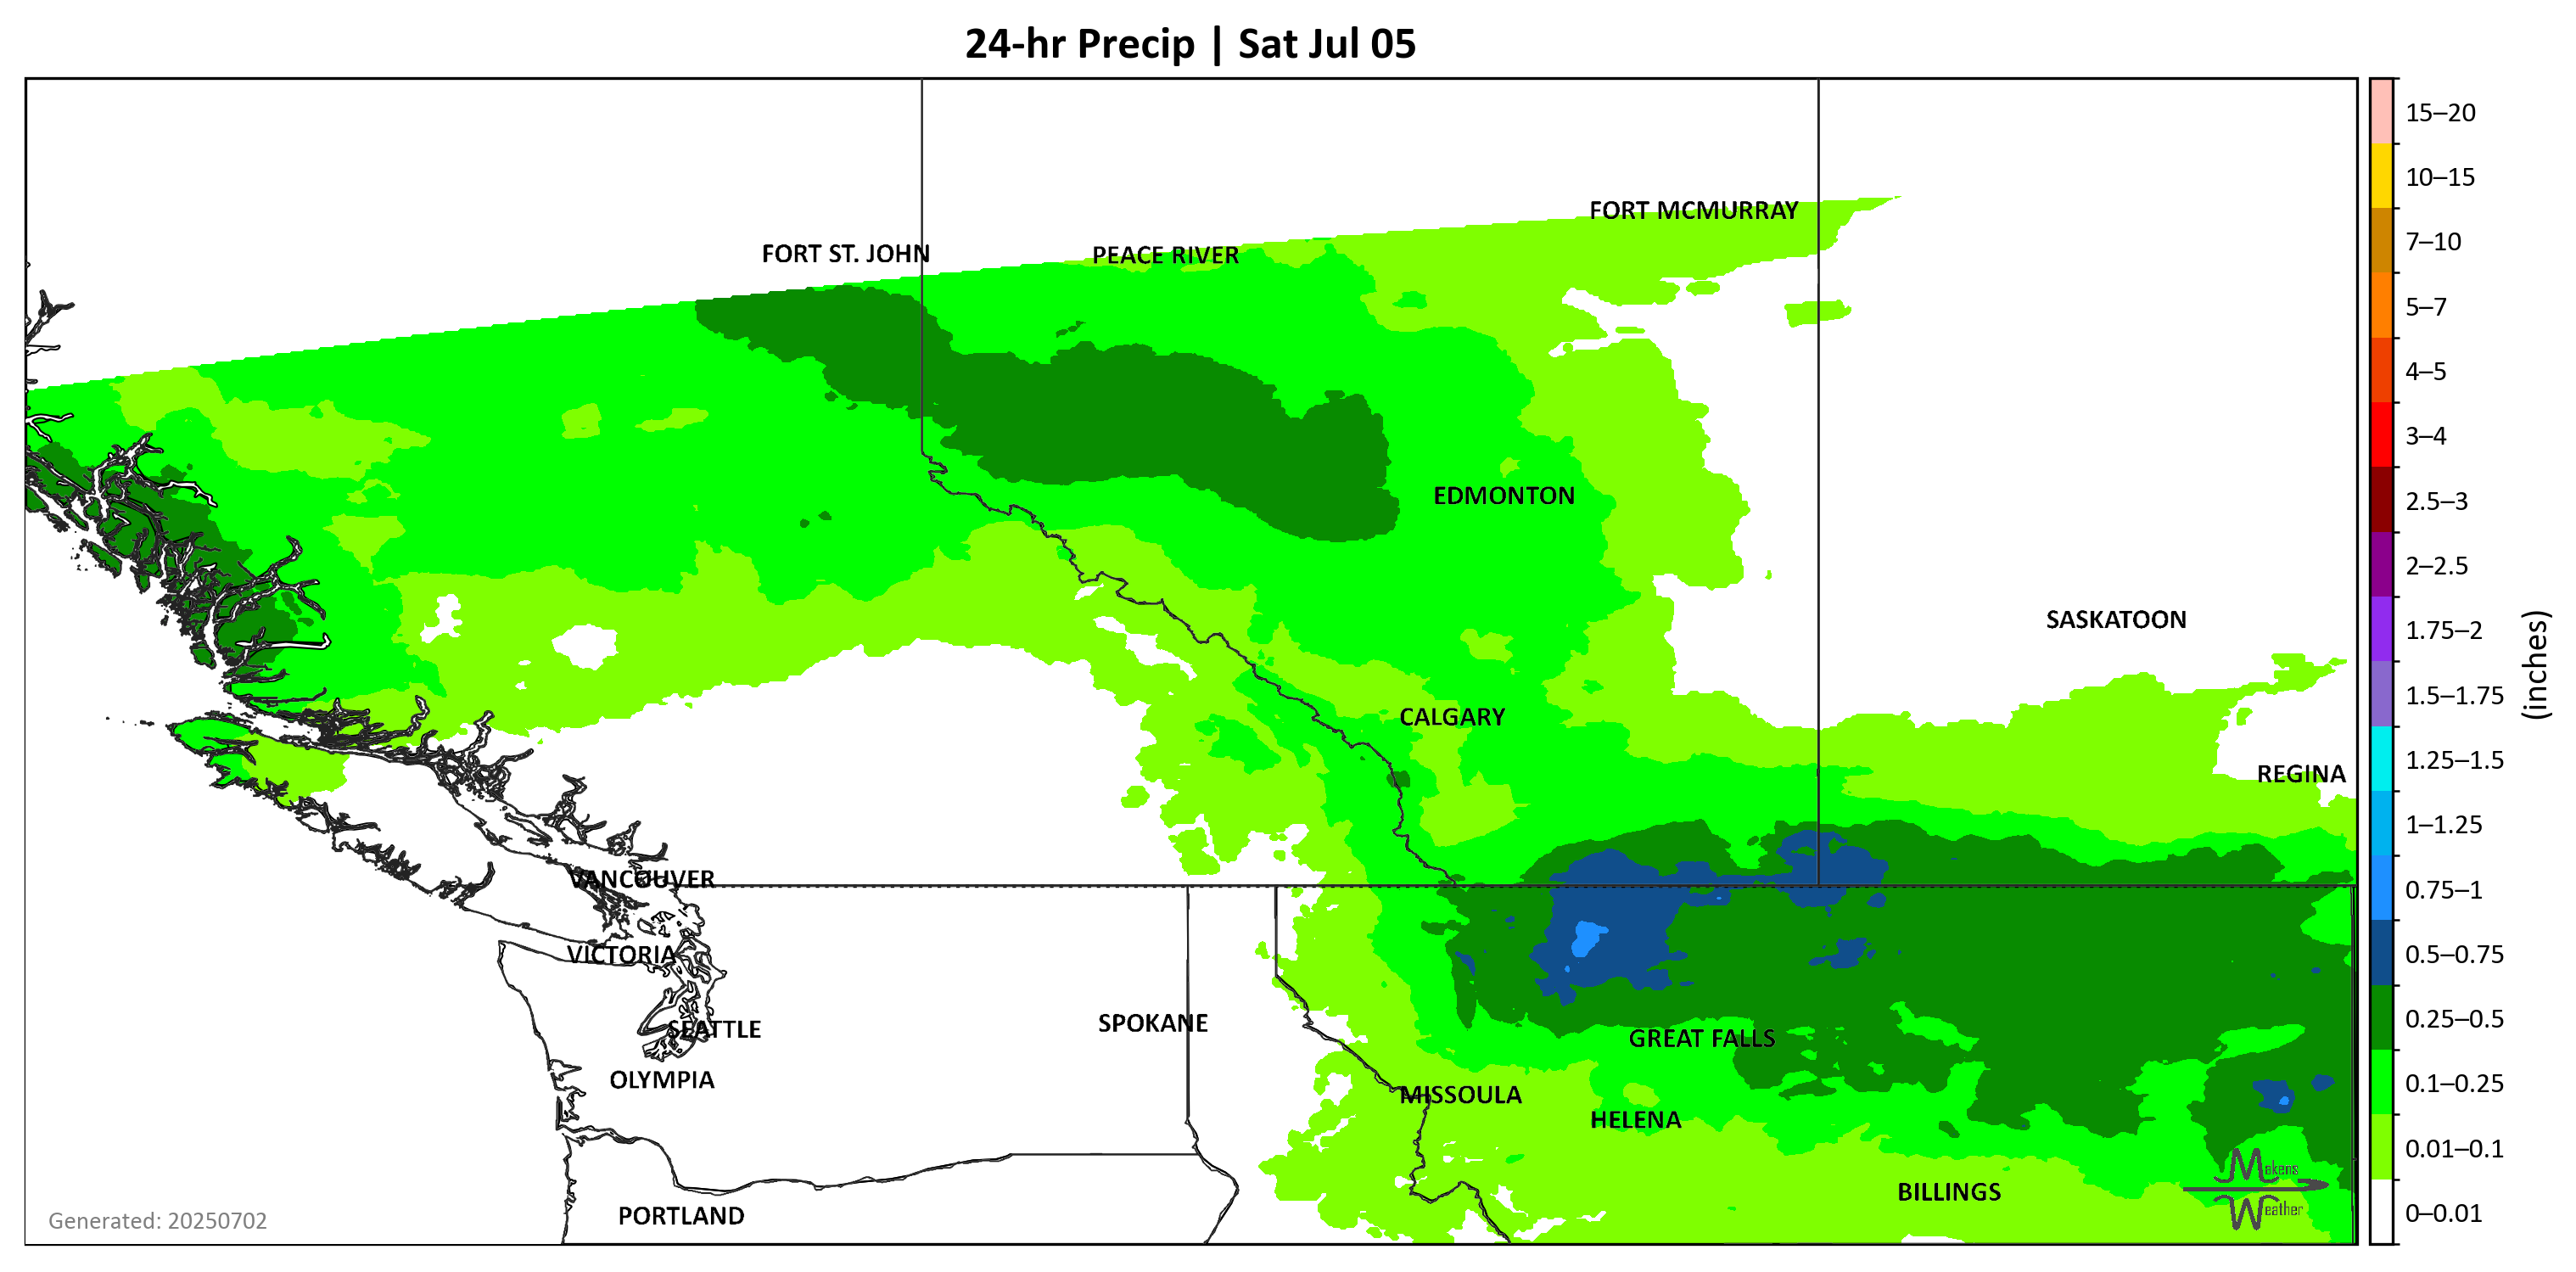 24-hr Precip | Sat Jul 05
15–20
10–15
7–10
5–7
4–5
3–4
2.5–3
2–2.5
1.75–2
1.5–1.75
1.25–1.5
1–1.25
0.75–1
0.5–0.75
0.25–0.5
0.1–0.25
0.01–0.1
0–0.01
(inches)
FORT MCMURRAY
FORT ST. JOHN
PEACE RIVER
EDMONTON
SASKATOON
CALGARY
REGINA
VANCOUVER
VICTORIA
SPOKANE
SEATTLE
GREAT FALLS
OLYMPIA
MISSOULA
HELENA
BILLINGS
PORTLAND
Makens
Weather
Generated: 20250702